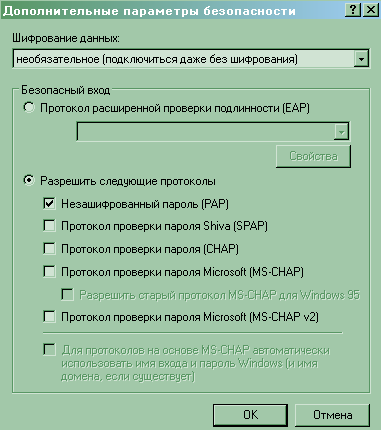 Дополнительные параметры безопасности
Шифрование данных:
необязательное (подключиться даже без шифрования)
Безопасный вход
Протокол расширенной проверки подлинности (EAP)
Свойства
Разрешить следующие протоколы
Незашифрованный пароль (PAP)
Протокол проверки пароля Shiva (SPAP)
Протокол проверки пароля (CHAP)
Протокол проверки пароля Microsoft (MS-CHAP)
Разрешить старый протокол MS-CHAP для Windows 95
Протокол проверки пароля Microsoft (MS-CHAP v2)
Для протоколов на основе MS-CHAP автоматически
использовать имя входа и пароль Windows (и имя
домена, если существует)
OK Отмена